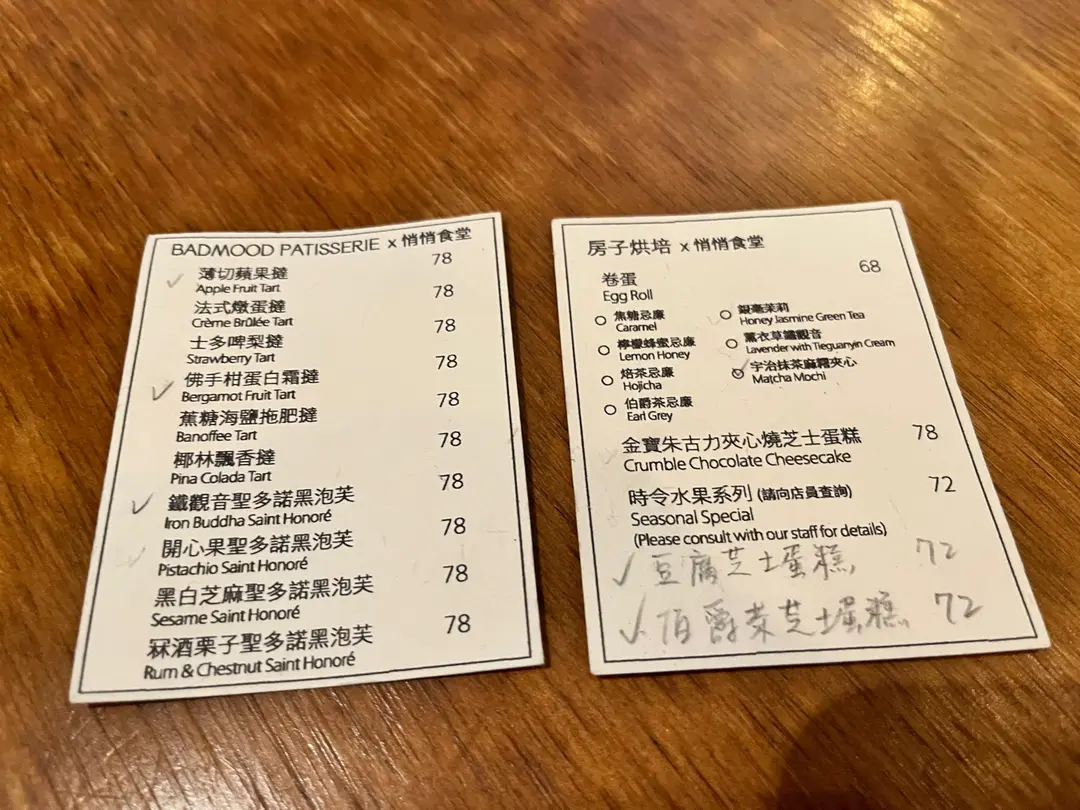 BADMOOD PATISSERIE x 悄悄食堂
薄切蘋果撻 78
Apple Fruit Tart
法式燉蛋撻 78
Crème Brûlée Tart
士多啤梨撻 78
Strawberry Tart
佛手柑蛋白霜撻 78
Bergamot Fruit Tart
蕉糖海鹽拖肥撻 78
Banoffee Tart
椰林飄香撻 78
Pina Colada Tart
鐵觀音聖多諾黑泡芙 78
Iron Buddha Saint Honoré
開心果聖多諾黑泡芙 78
Pistachio Saint Honoré
黑白芝麻聖多諾黑泡芙 78
Sesame Saint Honoré
冧酒栗子聖多諾黑泡芙 78
Rum & Chestnut Saint Honoré
房子烘培 x 悄悄食堂
卷蛋 68
Egg Roll
焦糖忌廉
Caramel
檸檬蜂蜜忌廉
Lemon Honey
焙茶忌廉
Hojicha
伯爵茶忌廉
Earl Grey
銀毫茉莉
Honey Jasmine Green Tea
薰衣草鐵觀音
Lavender with Tieguanyin Cream
宇治抹茶麻糬夾心
Matcha Mochi
金寶朱古力夾心燒芝士蛋糕 78
Crumble Chocolate Cheesecake
時令水果系列 (請向店員查詢) 72
Seasonal Special
(Please consult with our staff for details)
✓ 豆腐芝士蛋糕 72
✓ 伯爵茶芝士蛋糕 72